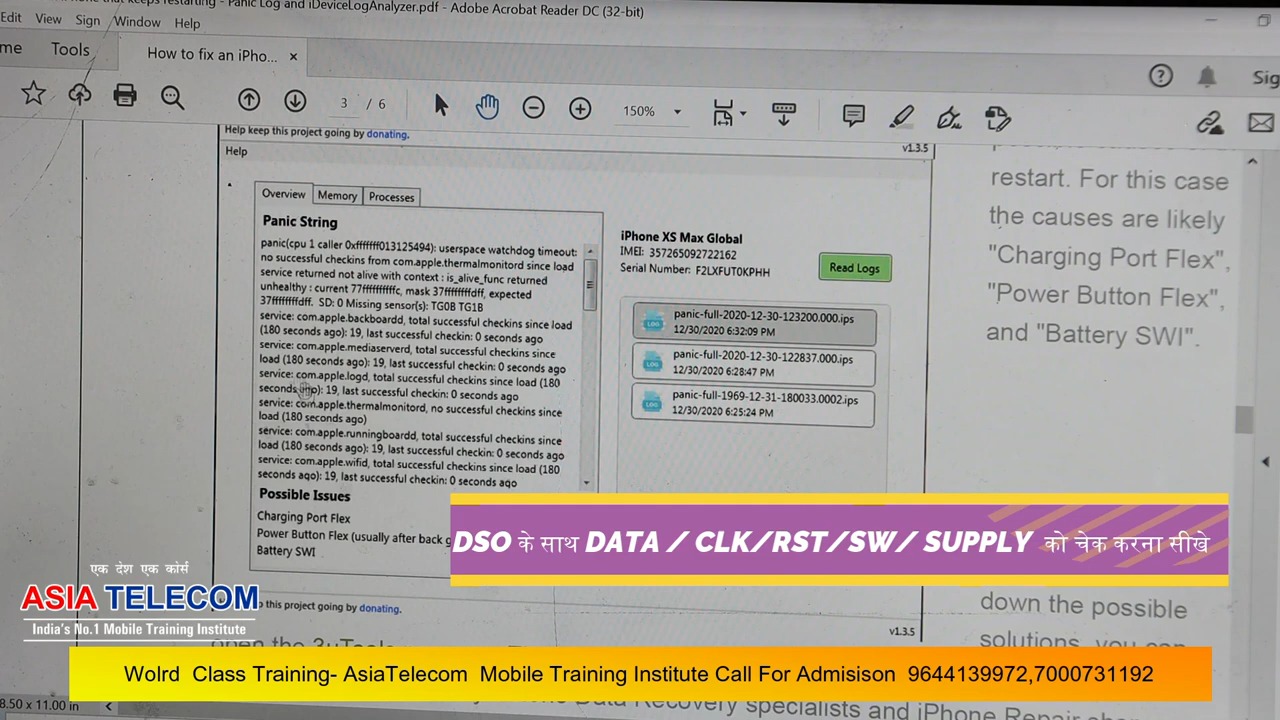 Panic Log and iDeviceLogAnalyzer.pdf - Adobe Acrobat Reader DC (32-bit)
Edit View Sign Window Help
me Tools How to fix an iPho... ×
Sig
3 / 6 150%
Help keep this project going by donating.
v1.3.5
Help
Overview Memory Processes
Panic String
panic(cpu 1 caller 0xfffffff013125494): userspace watchdog timeout:
no successful checkins from com.apple.thermalmonitord since load
service returned not alive with context : is_alive_func returned
unhealthy : current 77ffffffffffc, mask 37ffffffffdff, expected
37ffffffffdff. SD: 0 Missing sensor(s): TG0B TG1B
service: com.apple.backboardd, total successful checkins since load
(180 seconds ago): 19, last successful checkin: 0 seconds ago
service: com.apple.mediaserverd, total successful checkins since
load (180 seconds ago): 19, last successful checkin: 0 seconds ago
service: com.apple.logd, total successful checkins since load (180
seconds ago): 19, last successful checkin: 0 seconds ago
service: com.apple.thermalmonitord, no successful checkins since
load (180 seconds ago)
service: com.apple.runningboardd, total successful checkins since
load (180 seconds ago): 19, last successful checkin: 0 seconds ago
service: com.apple.wifid, total successful checkins since load (180
seconds ago): 19, last successful checkin: 0 seconds ago
Possible Issues
Charging Port Flex
Power Button Flex (usually after back g
Battery SWI
iPhone XS Max Global
IMEI: 357265092722162
Serial Number: F2LXFUT0KPHH
Read Logs
panic-full-2020-12-30-123200.000.ips
12/30/2020 6:32:09 PM
panic-full-2020-12-30-122837.000.ips
12/30/2020 6:28:47 PM
panic-full-1969-12-31-180033.0002.ips
12/30/2020 6:25:24 PM
restart. For this case
the causes are likely
"Charging Port Flex",
"Power Button Flex",
and "Battery SWI".
DSO के साथ DATA / CLK/RST/SW/ SUPPLY को चेक करना सीखे
एक देश एक कोर्स
ASIA TELECOM
India's No.1 Mobile Training Institute
this project going by donating.
v1.3.5
down the possible
solutions, you can
open the 3uTools
Wolrd Class Training- AsiaTelecom Mobile Training Institute Call For Admisison 9644139972,7000731192
8.50 x 11.00 in
Data Recovery specialists and iPhone Repair